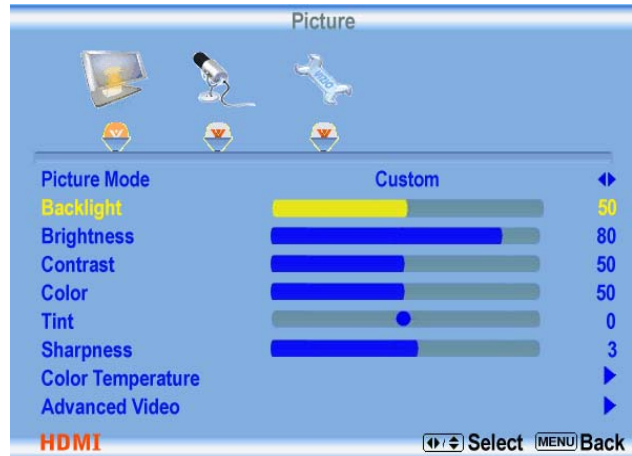 Picture
VIZIO
Picture Mode Custom
Backlight 50
Brightness 80
Contrast 50
Color 50
Tint 0
Sharpness 3
Color Temperature
Advanced Video
HDMI Select MENU Back